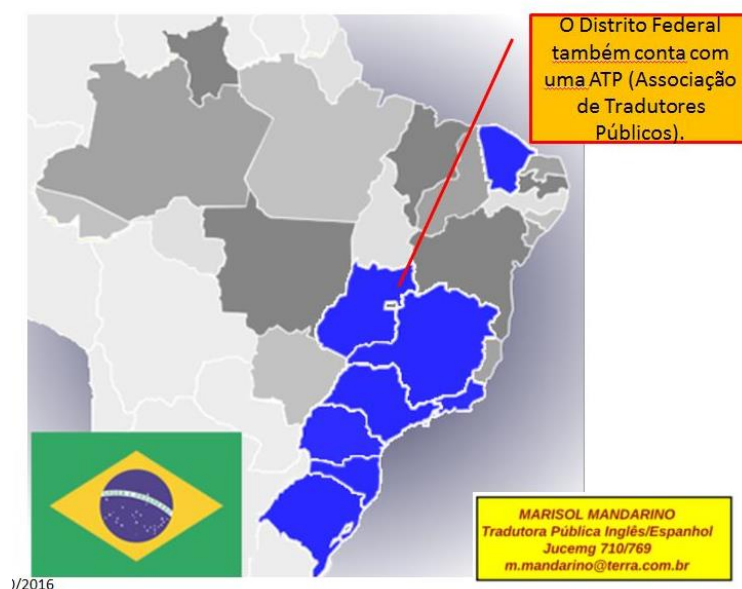 O Distrito Federal
também conta com
uma ATP (Associação
de Tradutores
Públicos).
MARISOL MANDARINO
Tradutora Pública Inglês/Espanhol
Jucemg 710/769
m.mandarino@terra.com.br
)/2016